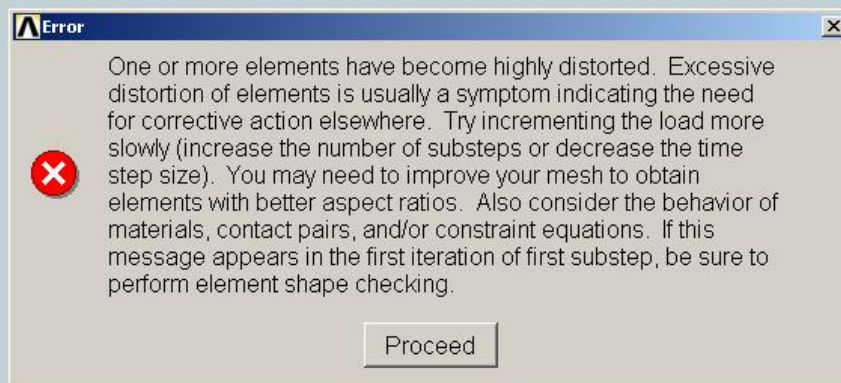 Error
One or more elements have become highly distorted. Excessive
distortion of elements is usually a symptom indicating the need
for corrective action elsewhere. Try incrementing the load more
slowly (increase the number of substeps or decrease the time
step size). You may need to improve your mesh to obtain
elements with better aspect ratios. Also consider the behavior of
materials, contact pairs, and/or constraint equations. If this
message appears in the first iteration of first substep, be sure to
perform element shape checking.
Proceed